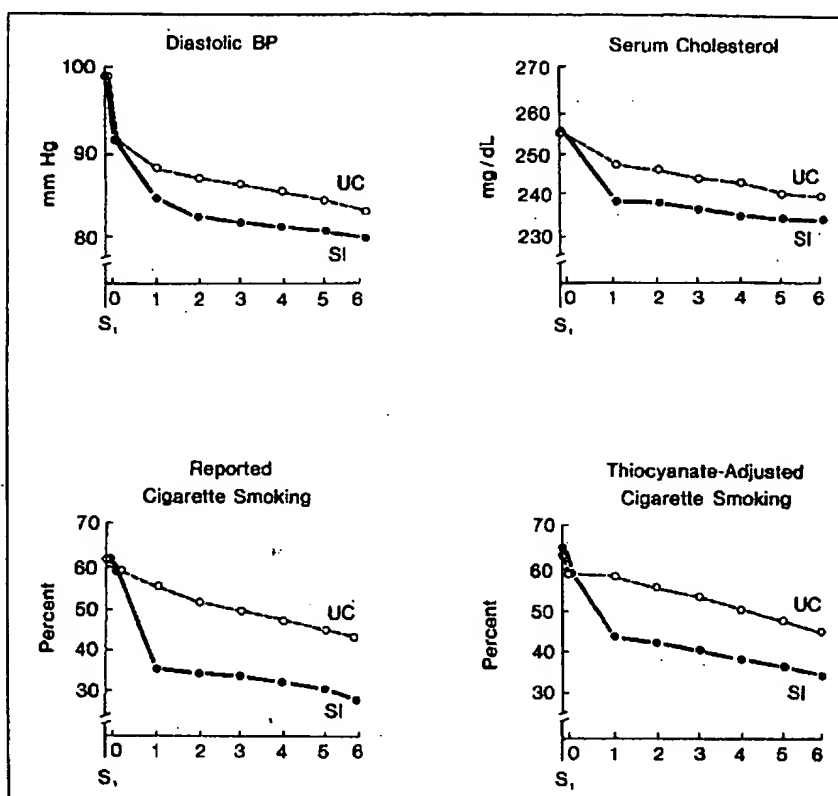 Diastolic BP
100
90
80
mm Hg
UC
SI
0 1 2 3 4 5 6
S1
Serum Cholesterol
270
260
250
240
230
mg/dL
UC
SI
0 1 2 3 4 5 6
S1
Reported
Cigarette Smoking
70
60
50
40
30
Percent
UC
SI
0 1 2 3 4 5 6
S1
Thiocyanate-Adjusted
Cigarette Smoking
70
60
50
40
30
Percent
UC
SI
0 1 2 3 4 5 6
S1